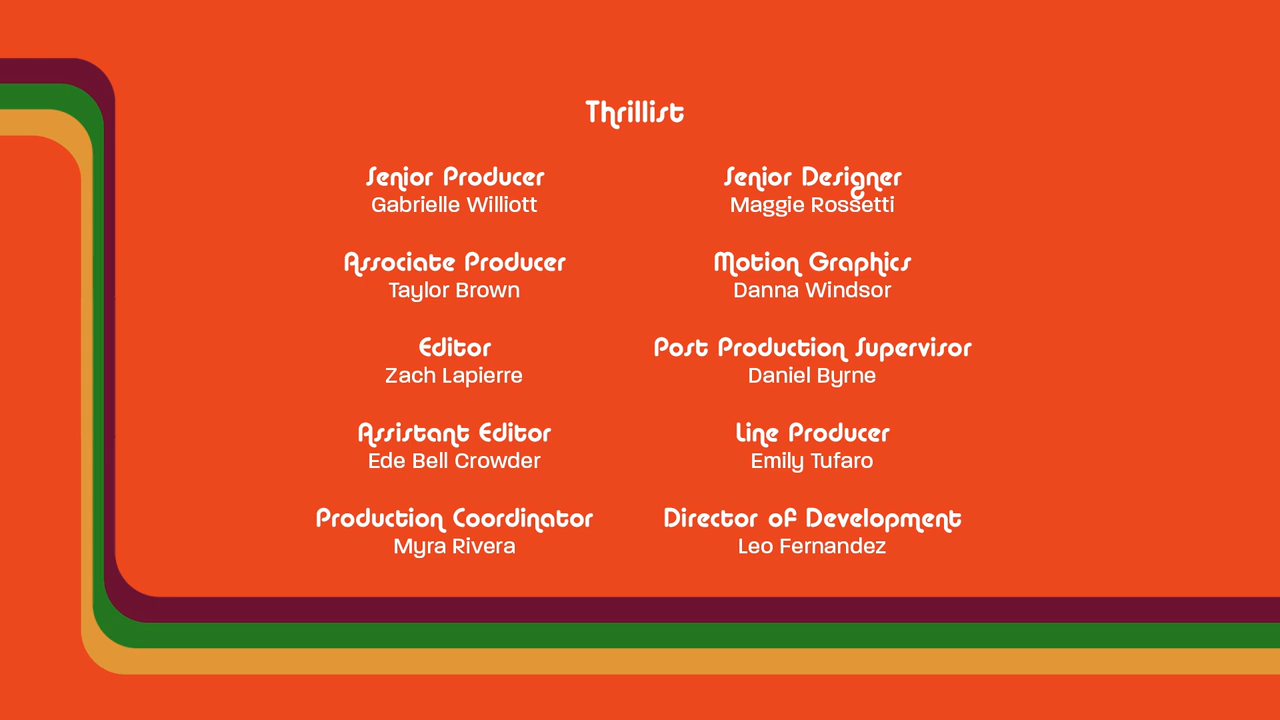 Thrillist
Senior Producer
Gabrielle Williott
Associate Producer
Taylor Brown
Editor
Zach Lapierre
Assistant Editor
Ede Bell Crowder
Production Coordinator
Myra Rivera
Senior Designer
Maggie Rossetti
Motion Graphics
Danna Windsor
Post Production Supervisor
Daniel Byrne
Line Producer
Emily Tufaro
Director of Development
Leo Fernandez